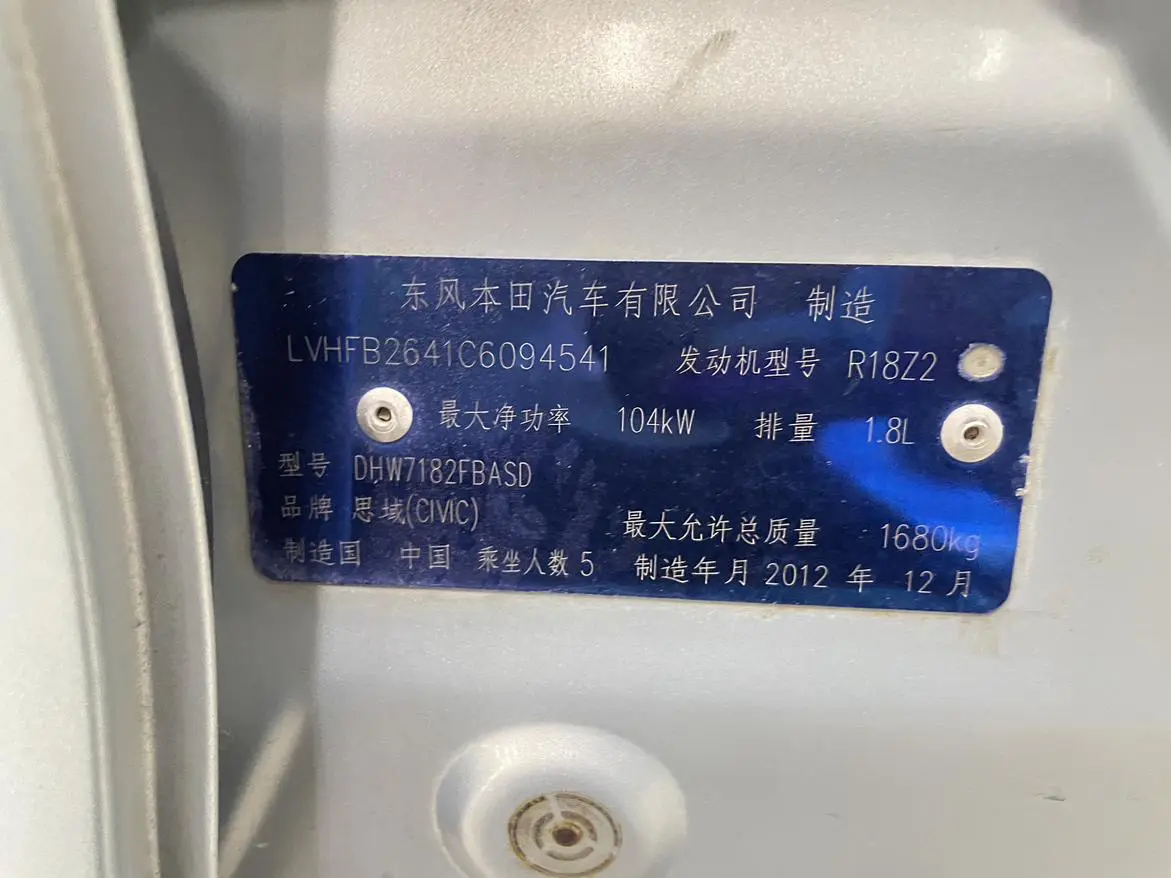 东风本田汽车有限公司 制造
LVHFB2641C6094541 发动机型号 R18Z2
最大净功率 104kW 排量 1.8L
型号 DHW7182FBASD
品牌 思域(CIVIC) 最大允许总质量 1680kg
制造国 中国 乘坐人数 5 制造年月 2012 年 12 月